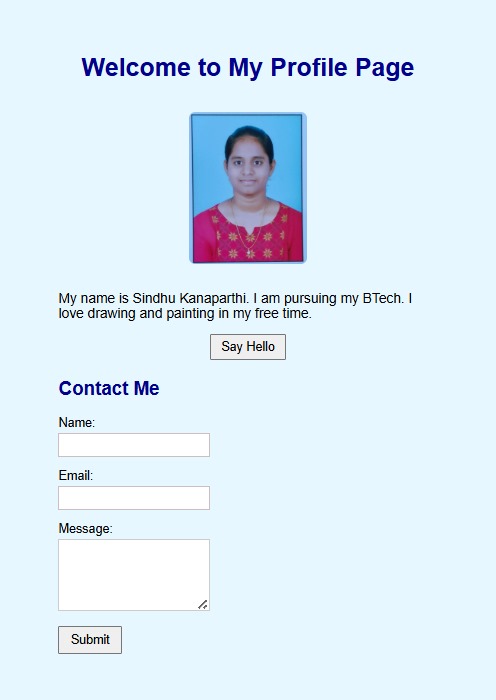 Welcome to My Profile Page
My name is Sindhu Kanaparthi. I am pursuing my BTech. I
love drawing and painting in my free time.
Say Hello
Contact Me
Name:
Email:
Message:
Submit